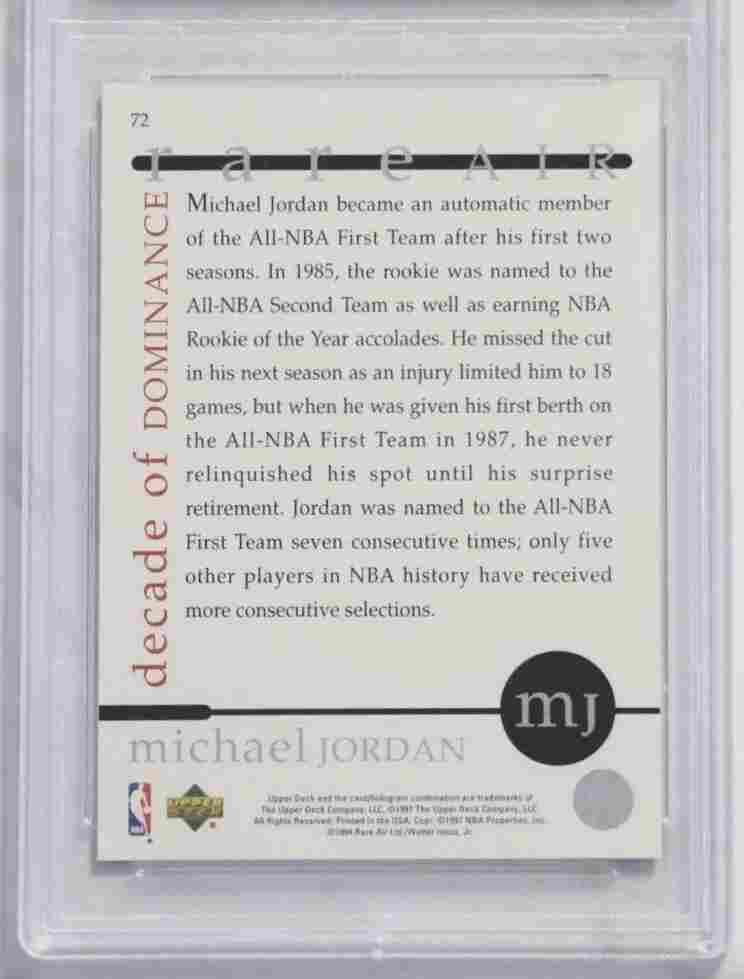 72
rare AIR
decade of DOMINANCE
Michael Jordan became an automatic member
of the All-NBA First Team after his first two
seasons. In 1985, the rookie was named to the
All-NBA Second Team as well as earning NBA
Rookie of the Year accolades. He missed the cut
in his next season as an injury limited him to 18
games, but when he was given his first berth on
the All-NBA First Team in 1987, he never
relinquished his spot until his surprise
retirement. Jordan was named to the All-NBA
First Team seven consecutive times; only five
other players in NBA history have received
more consecutive selections.
mJ
michael JORDAN
NBA
UPPER DECK
Upper Deck and the card/hologram combination are trademarks of
The Upper Deck Company, LLC. ©1997 The Upper Deck Company, LLC
All Rights Reserved. Printed in the USA. Copr. ©1997 NBA Properties, Inc.
©1994 Rare Air Ltd./Walter Iooss, Jr.